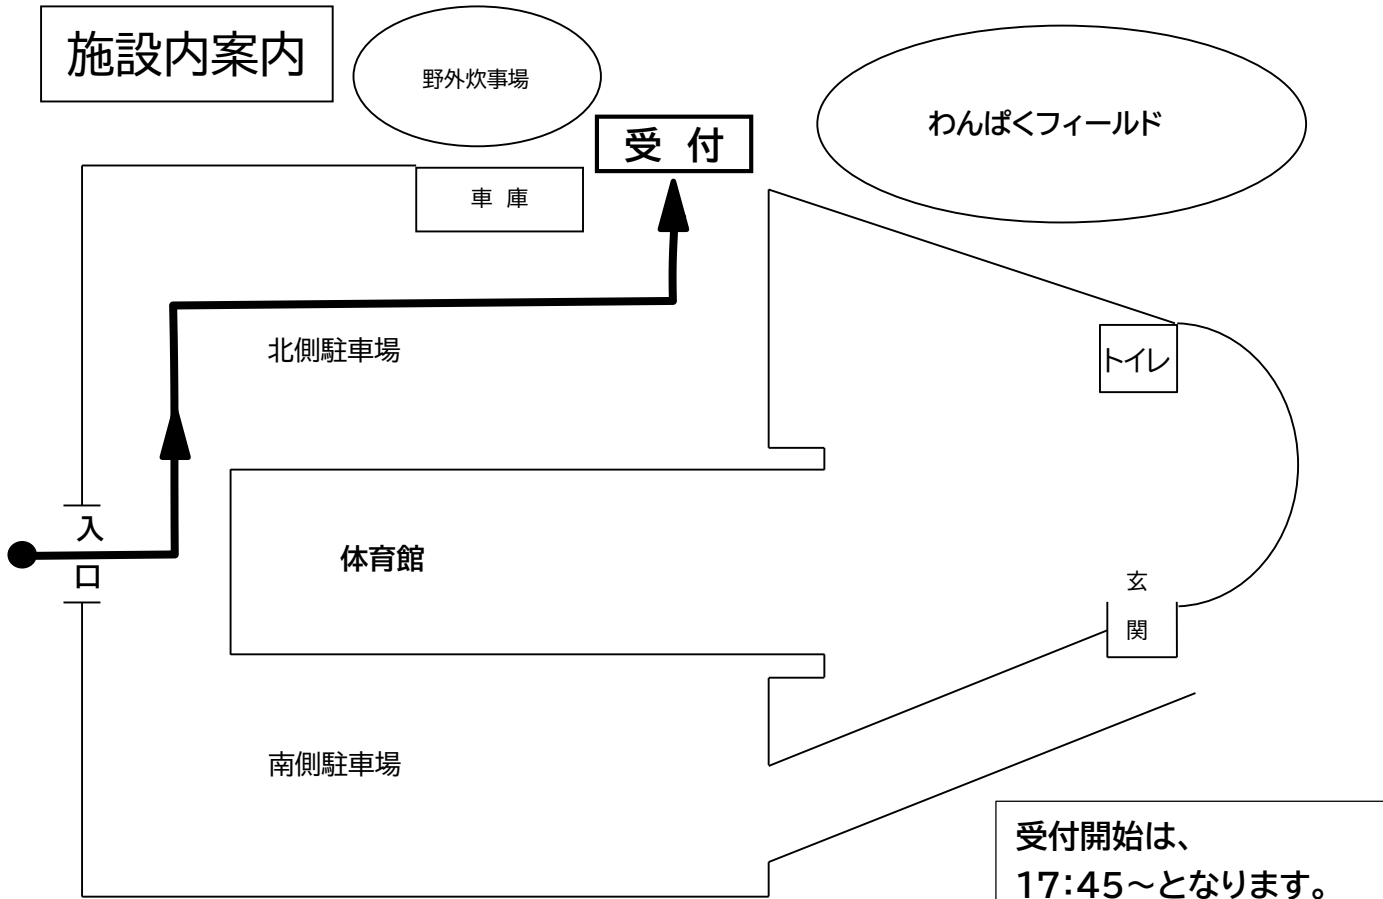 施設内案内
野外炊事場
わんぱくフィールド
受 付
車 庫
北側駐車場
トイレ
入
口
体育館
玄
関
南側駐車場
受付開始は、
17:45~となります。